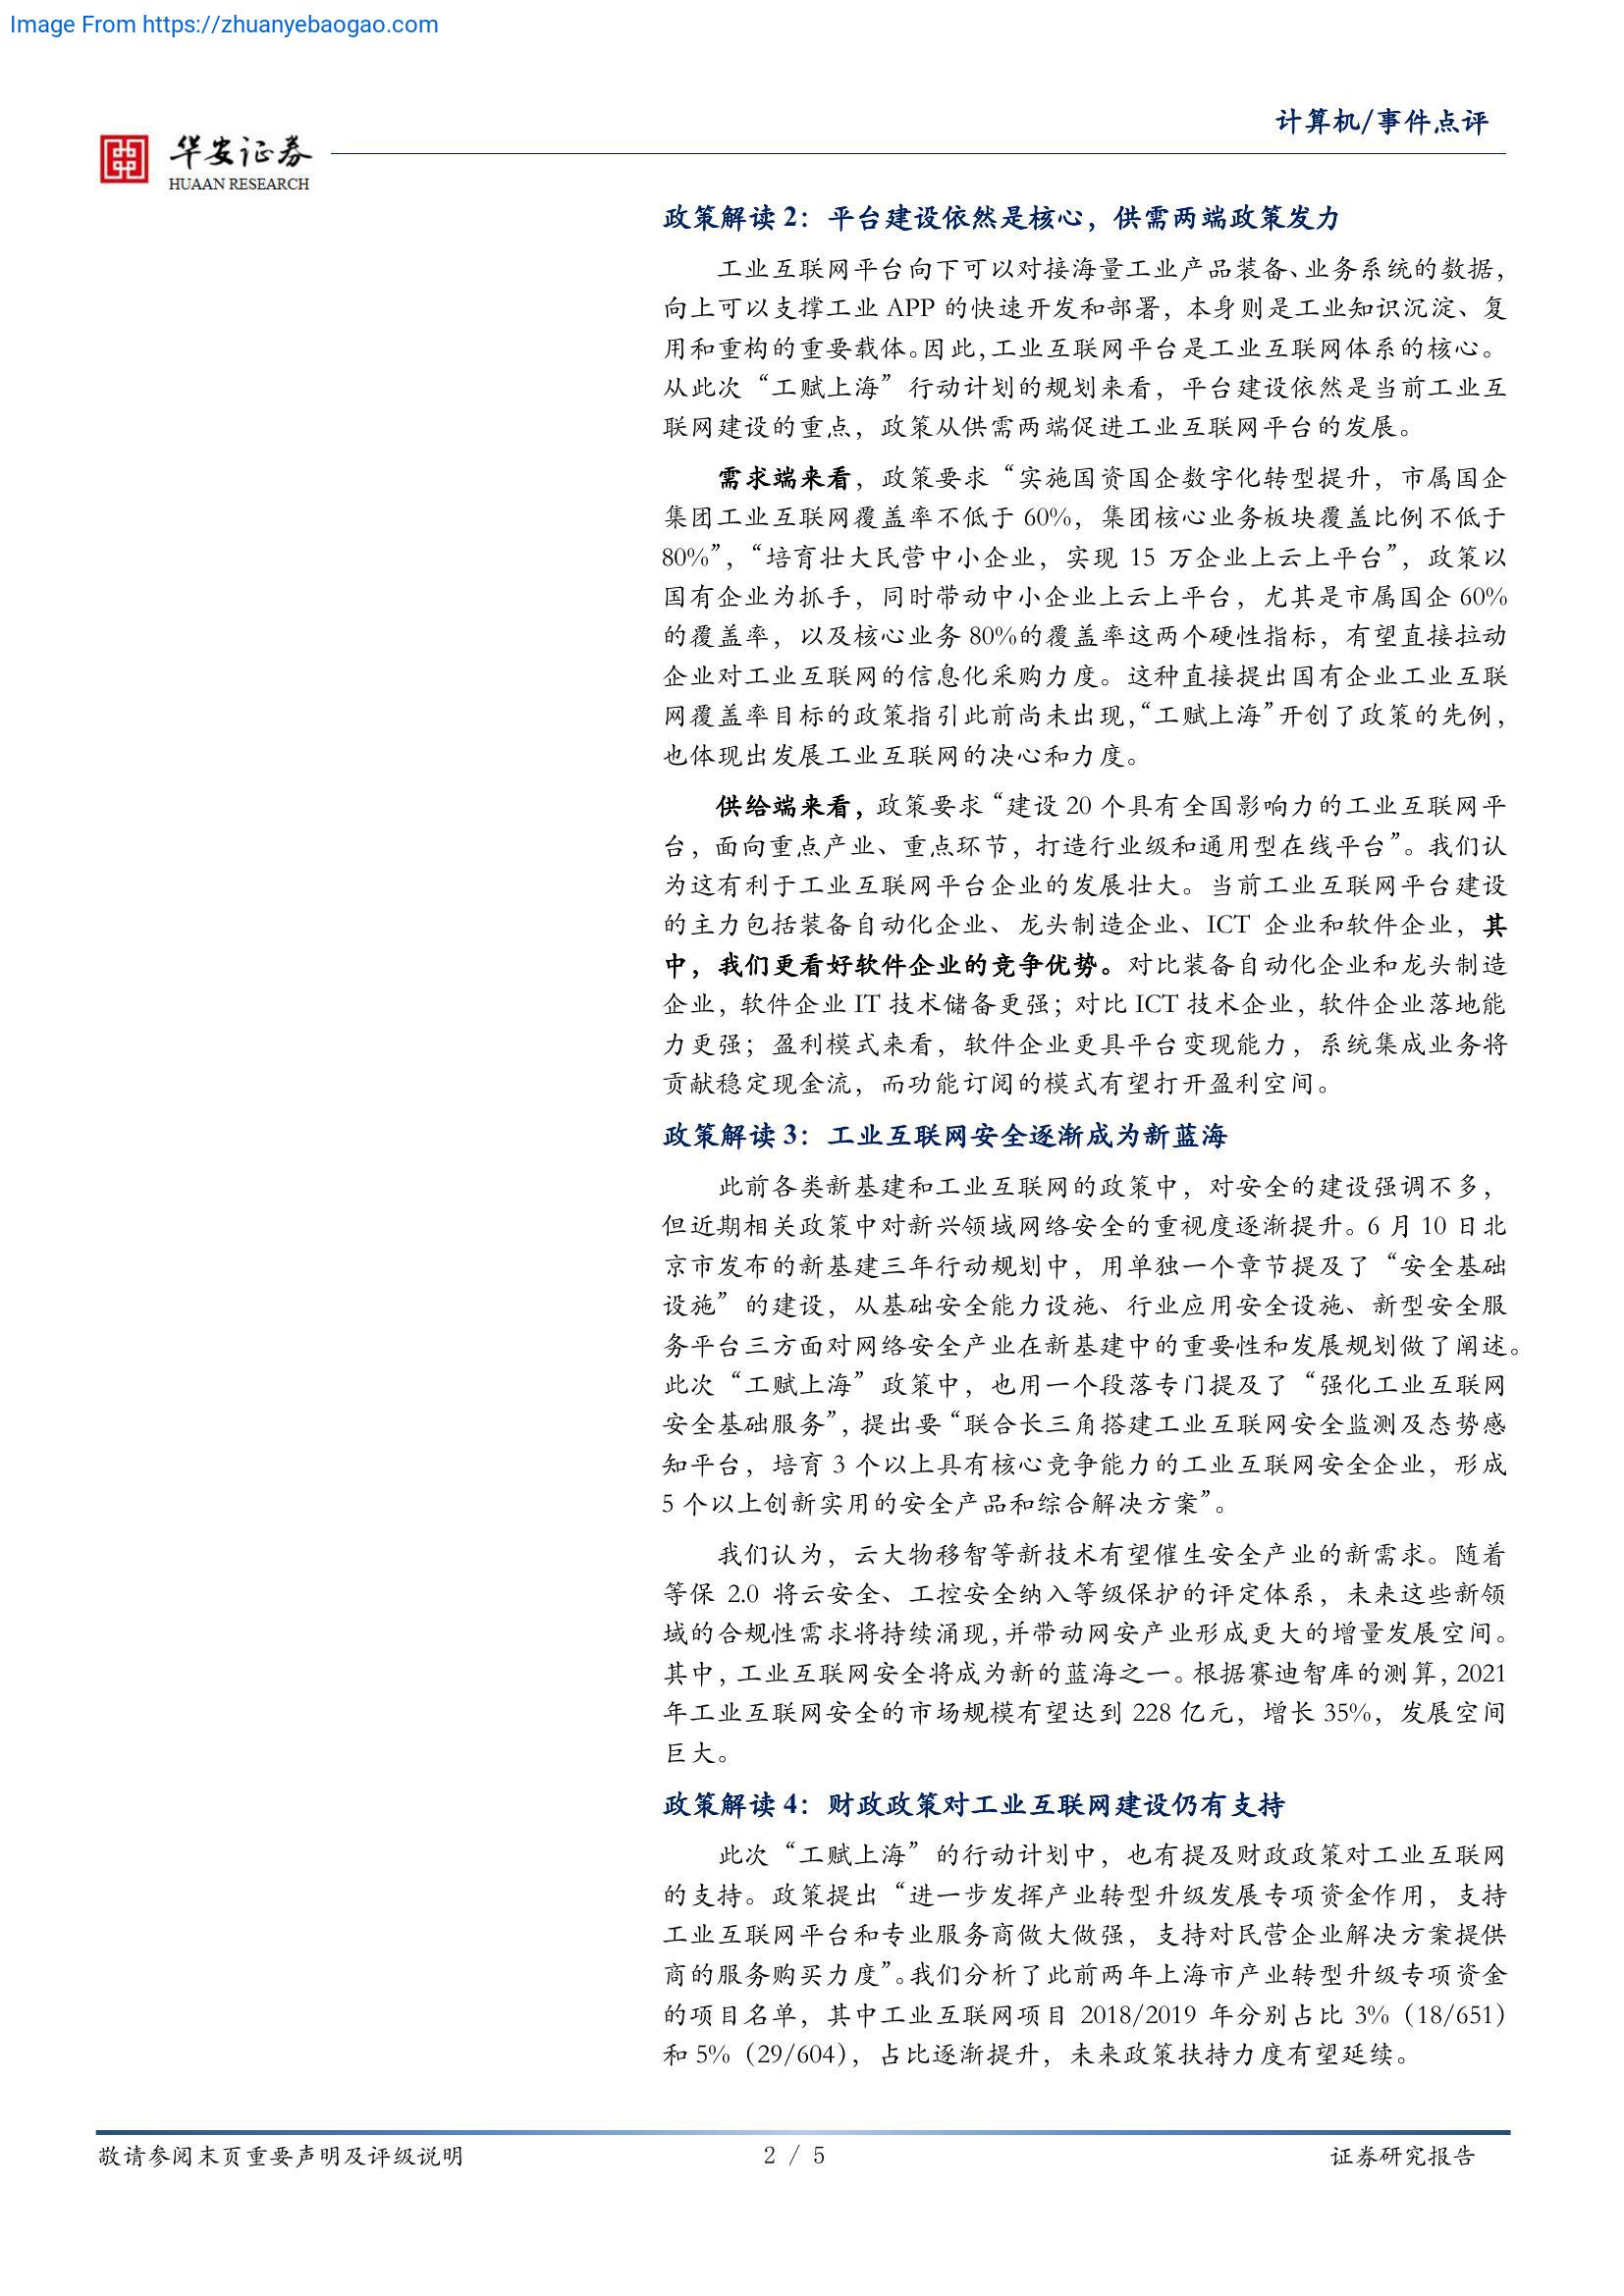 Image From https://zhuanyebaogao.com
计算机/事件点评
华安证券
HUAAN RESEARCH
政策解读 2：平台建设依然是核心，供需两端政策发力
工业互联网平台向下可以对接海量工业产品装备、业务系统的数据，
向上可以支撑工业 APP 的快速开发和部署，本身则是工业知识沉淀、复
用和重构的重要载体。因此，工业互联网平台是工业互联网体系的核心。
从此次“工赋上海”行动计划的规划来看，平台建设依然是当前工业互
联网建设的重点，政策从供需两端促进工业互联网平台的发展。
需求端来看，政策要求“实施国资国企数字化转型提升，市属国企
集团工业互联网覆盖率不低于 60%，集团核心业务板块覆盖比例不低于
80%”，“培育壮大民营中小企业，实现 15 万企业上云上平台”，政策以
国有企业为抓手，同时带动中小企业上云上平台，尤其是市属国企 60%
的覆盖率，以及核心业务 80%的覆盖率这两个硬性指标，有望直接拉动
企业对工业互联网的信息化采购力度。这种直接提出国有企业工业互联
网覆盖率目标的政策指引此前尚未出现，“工赋上海”开创了政策的先例，
也体现出发展工业互联网的决心和力度。
供给端来看，政策要求“建设 20 个具有全国影响力的工业互联网平
台，面向重点产业、重点环节，打造行业级和通用型在线平台”。我们认
为这有利于工业互联网平台企业的发展壮大。当前工业互联网平台建设
的主力包括装备自动化企业、龙头制造企业、ICT 企业和软件企业，其
中，我们更看好软件企业的竞争优势。对比装备自动化企业和龙头制造
企业，软件企业 IT 技术储备更强；对比 ICT 技术企业，软件企业落地能
力更强；盈利模式来看，软件企业更具平台变现能力，系统集成业务将
贡献稳定现金流，而功能订阅的模式有望打开盈利空间。
政策解读 3：工业互联网安全逐渐成为新蓝海
此前各类新基建和工业互联网的政策中，对安全的建设强调不多，
但近期相关政策中对新兴领域网络安全的重视度逐渐提升。6 月 10 日北
京市发布的新基建三年行动规划中，用单独一个章节提及了“安全基础
设施”的建设，从基础安全能力设施、行业应用安全设施、新型安全服
务平台三方面对网络安全产业在新基建中的重要性和发展规划做了阐述。
此次“工赋上海”政策中，也用一个段落专门提及了“强化工业互联网
安全基础服务”，提出要“联合长三角搭建工业互联网安全监测及态势感
知平台，培育 3 个以上具有核心竞争能力的工业互联网安全企业，形成
5 个以上创新实用的安全产品和综合解决方案”。
我们认为，云大物移智等新技术有望催生安全产业的新需求。随着
等保 2.0 将云安全、工控安全纳入等级保护的评定体系，未来这些新领
域的合规性需求将持续涌现，并带动网安产业形成更大的增量发展空间。
其中，工业互联网安全将成为新的蓝海之一。根据赛迪智库的测算，2021
年工业互联网安全的市场规模有望达到 228 亿元，增长 35%，发展空间
巨大。
政策解读 4：财政政策对工业互联网建设仍有支持
此次“工赋上海”的行动计划中，也有提及财政政策对工业互联网
的支持。政策提出“进一步发挥产业转型升级发展专项资金作用，支持
工业互联网平台和专业服务商做大做强，支持对民营企业解决方案提供
商的服务购买力度”。我们分析了此前两年上海市产业转型升级专项资金
的项目名单，其中工业互联网项目 2018/2019 年分别占比 3%（18/651）
和 5%（29/604），占比逐渐提升，未来政策扶持力度有望延续。
敬请参阅末页重要声明及评级说明
2 / 5
证券研究报告